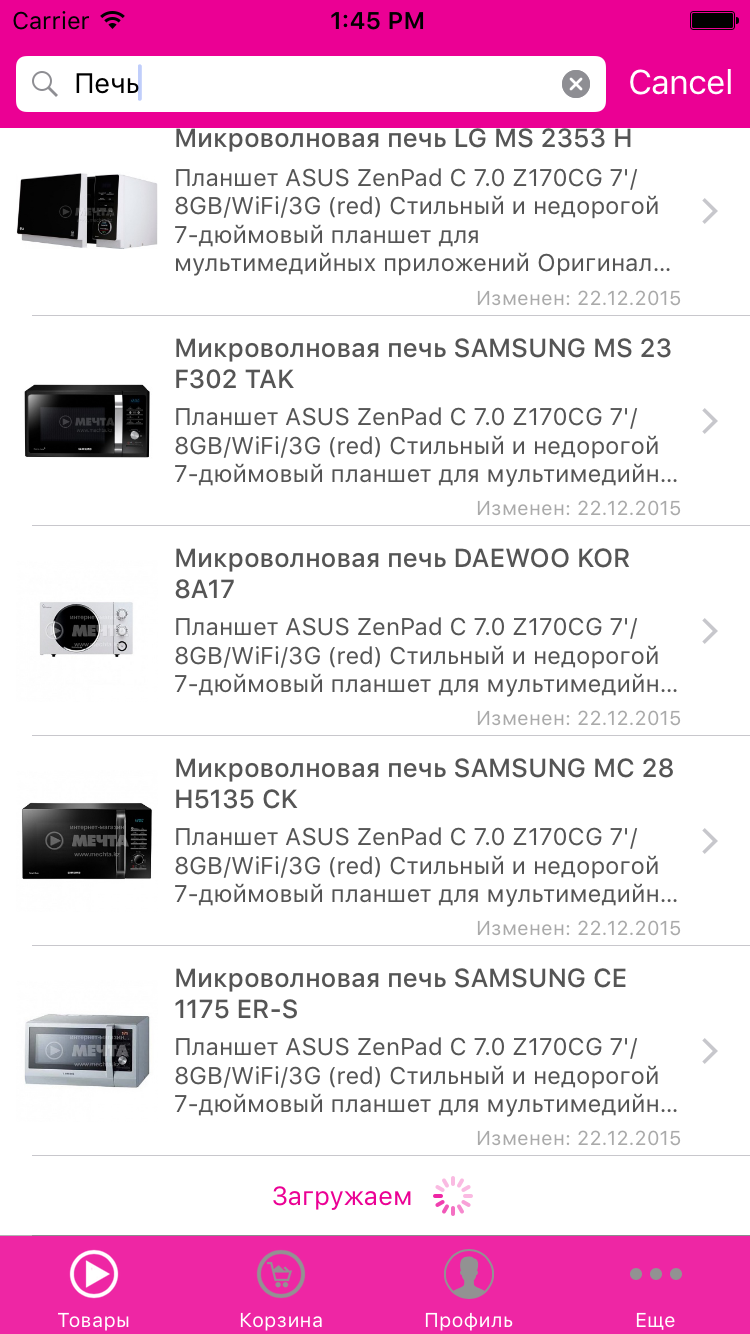 Carrier 1:45 PM
Печь Cancel
Микроволновая печь LG MS 2353 H
Планшет ASUS ZenPad C 7.0 Z170CG 7'/
8GB/WiFi/3G (red) Стильный и недорогой
7-дюймовый планшет для
мультимедийных приложений Оригинал...
Изменен: 22.12.2015
Микроволновая печь SAMSUNG MS 23
F302 TAK
Планшет ASUS ZenPad C 7.0 Z170CG 7'/
8GB/WiFi/3G (red) Стильный и недорогой
7-дюймовый планшет для мультимедийн...
Изменен: 22.12.2015
МЕЧТА
Микроволновая печь DAEWOO KOR
8A17
Планшет ASUS ZenPad C 7.0 Z170CG 7'/
8GB/WiFi/3G (red) Стильный и недорогой
7-дюймовый планшет для мультимедийн...
Изменен: 22.12.2015
Микроволновая печь SAMSUNG MC 28
H5135 CK
Планшет ASUS ZenPad C 7.0 Z170CG 7'/
8GB/WiFi/3G (red) Стильный и недорогой
7-дюймовый планшет для мультимедийн...
Изменен: 22.12.2015
интернет-магазин
МЕЧТА
www.mechta.kz
Микроволновая печь SAMSUNG CE
1175 ER-S
Планшет ASUS ZenPad C 7.0 Z170CG 7'/
8GB/WiFi/3G (red) Стильный и недорогой
7-дюймовый планшет для мультимедийн...
Изменен: 22.12.2015
МЕЧТА
Загружаем
Товары Корзина Профиль Еще